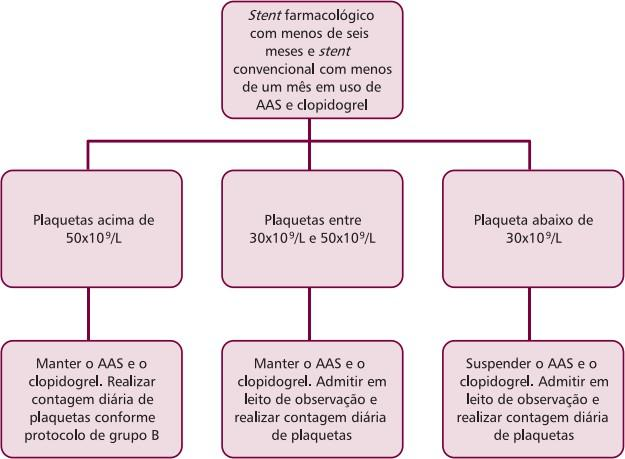 Stent farmacológico
com menos de seis
meses e stent
convencional com menos
de um mês em uso de
AAS e clopidogrel
Plaquetas acima de
50x10⁹/L
Plaquetas entre
30x10⁹/L e 50x10⁹/L
Plaqueta abaixo de
30x10⁹/L
Manter o AAS e o
clopidogrel. Realizar
contagem diária de
plaquetas conforme
protocolo de grupo B
Manter o AAS e o
clopidogrel. Admitir em
leito de observação e
realizar contagem diária
de plaquetas
Suspender o AAS e o
clopidogrel. Admitir em
leito de observação e
realizar contagem diária
de plaquetas